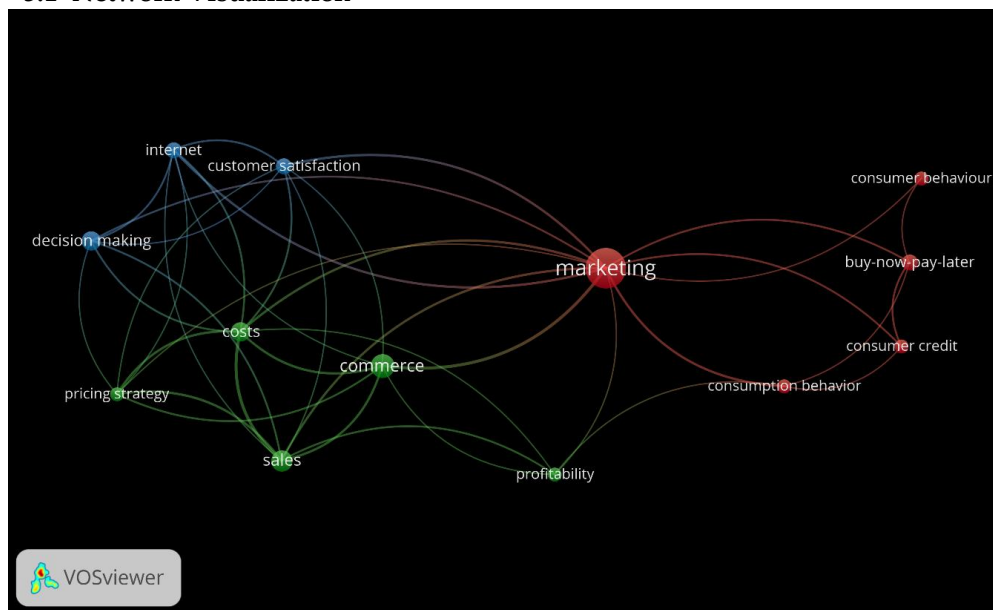 internet
customer satisfaction
consumer behaviour
decision making
buy-now-pay-later
marketing
costs
consumer credit
commerce
consumption behavior
pricing strategy
sales
profitability
VOSviewer